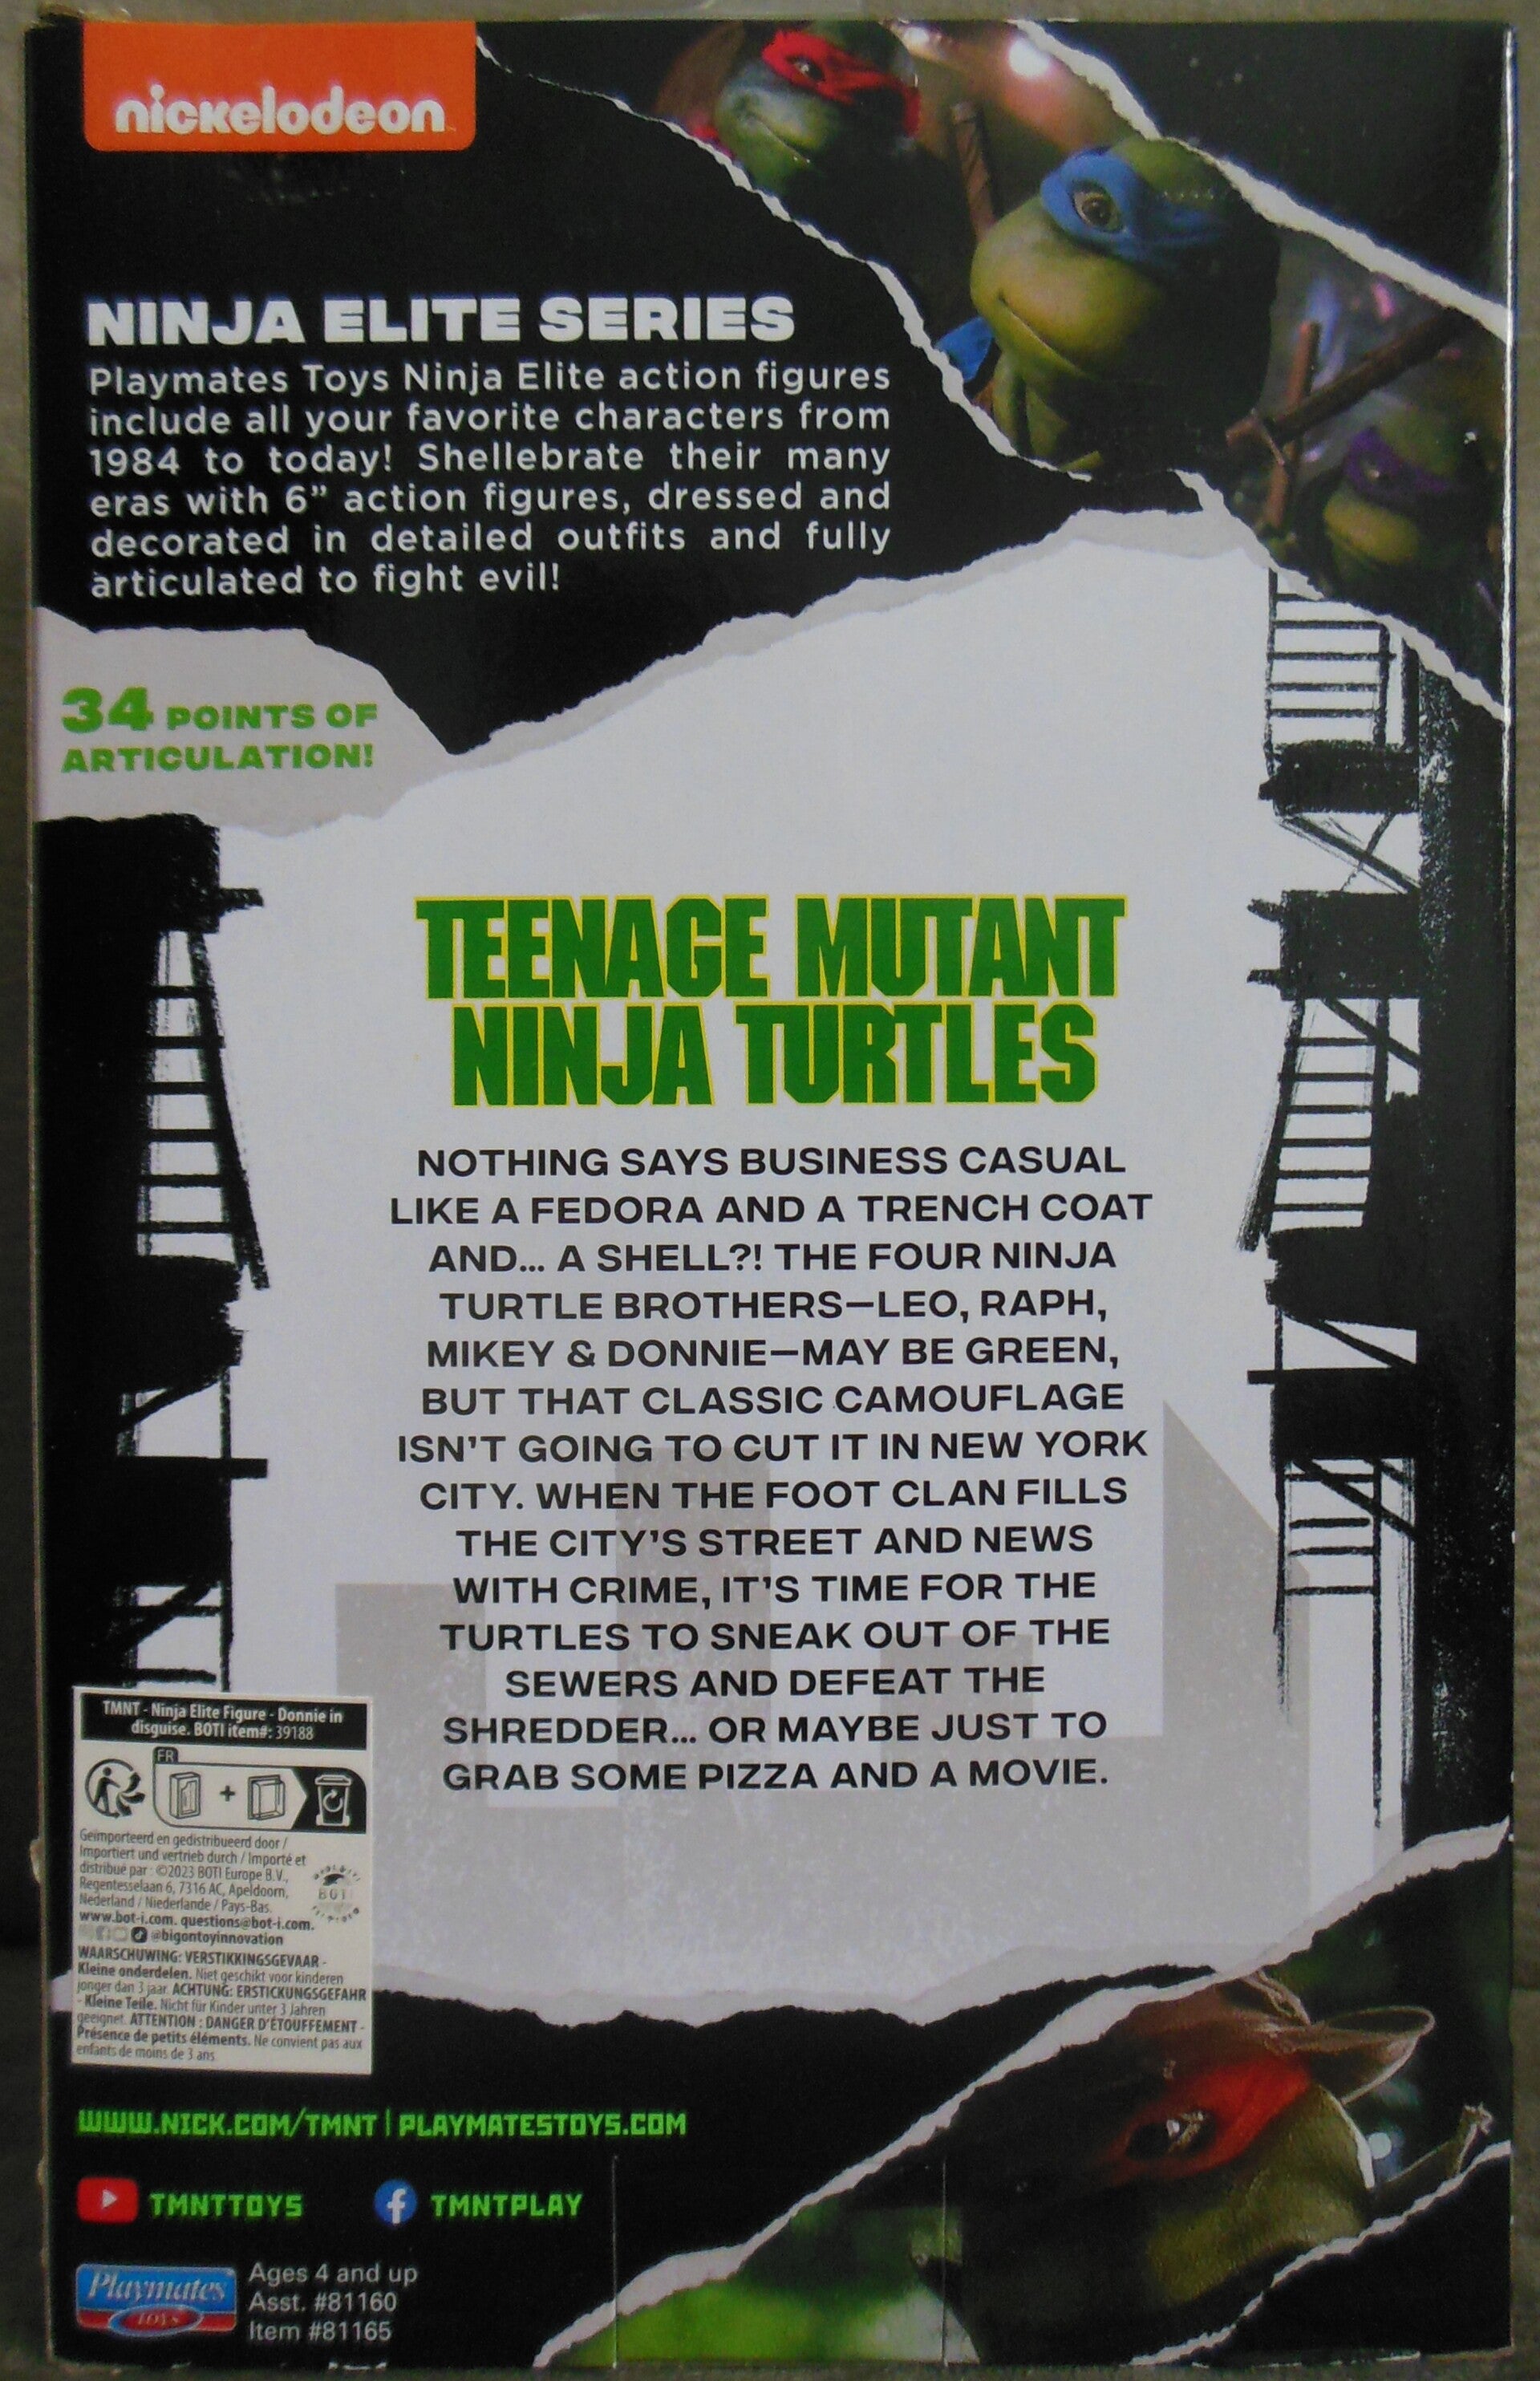 nickelodeon
NINJA ELITE SERIES
Playmates Toys Ninja Elite action figures
include all your favorite characters from
1984 to today! Shellebrate their many
eras with 6” action figures, dressed and
decorated in detailed outfits and fully
articulated to fight evil!
34 POINTS OF
ARTICULATION!
TEENAGE MUTANT
NINJA TURTLES
NOTHING SAYS BUSINESS CASUAL
LIKE A FEDORA AND A TRENCH COAT
AND... A SHELL?! THE FOUR NINJA
TURTLE BROTHERS—LEO, RAPH,
MIKEY & DONNIE—MAY BE GREEN,
BUT THAT CLASSIC CAMOUFLAGE
ISN'T GOING TO CUT IT IN NEW YORK
CITY. WHEN THE FOOT CLAN FILLS
THE CITY'S STREET AND NEWS
WITH CRIME, IT'S TIME FOR THE
TURTLES TO SNEAK OUT OF THE
SEWERS AND DEFEAT THE
SHREDDER... OR MAYBE JUST TO
GRAB SOME PIZZA AND A MOVIE.
TMNT - Ninja Elite Figure - Donnie in
disguise. BOTI item#: 39188
FR
+
Geïmporteerd en gedistribueerd door /
Importiert und vertrieb durch / Importé et
distribué par : ©2023 BOTI Europe B.V.,
Regentesselaan 6, 7316 AC, Apeldoorn,
Nederland / Niederlande / Pays-Bas.
www.bot-i.com. questions@bot-i.com.
@bigontoyinnovation
BOTI
WAARSCHUWING: VERSTIKKINGSGEVAAR -
Kleine onderdelen. Niet geschikt voor kinderen
jonger dan 3 jaar. ACHTUNG: ERSTICKUNGSGEFAHR
- Kleine Teile. Nicht für Kinder unter 3 Jahren
geeignet. ATTENTION : DANGER D'ÉTOUFFEMENT -
Présence de petits éléments. Ne convient pas aux
enfants de moins de 3 ans.
WWW.NICK.COM/TMNT | PLAYMATESTOYS.COM
TMNTTOYS
TMNTPLAY
Playmates
TOYS
Ages 4 and up
Asst. #81160
Item #81165